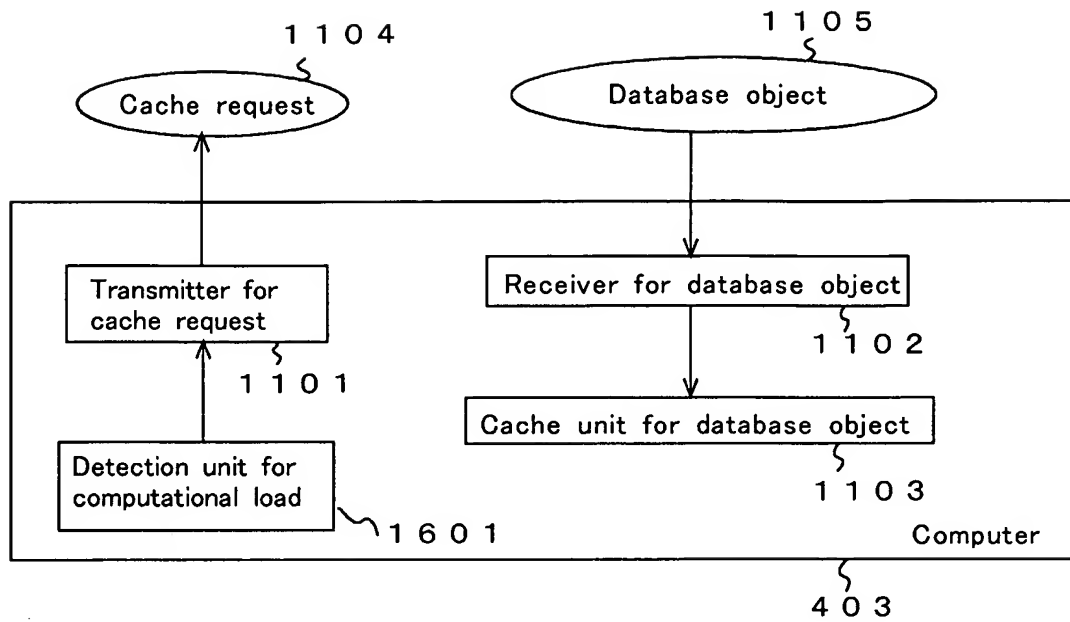 1104
1105
Cache request
Database object
Transmitter for
cache request
1101
Receiver for database object
1102
Cache unit for database object
1103
Detection unit for
computational load
1601
Computer
403